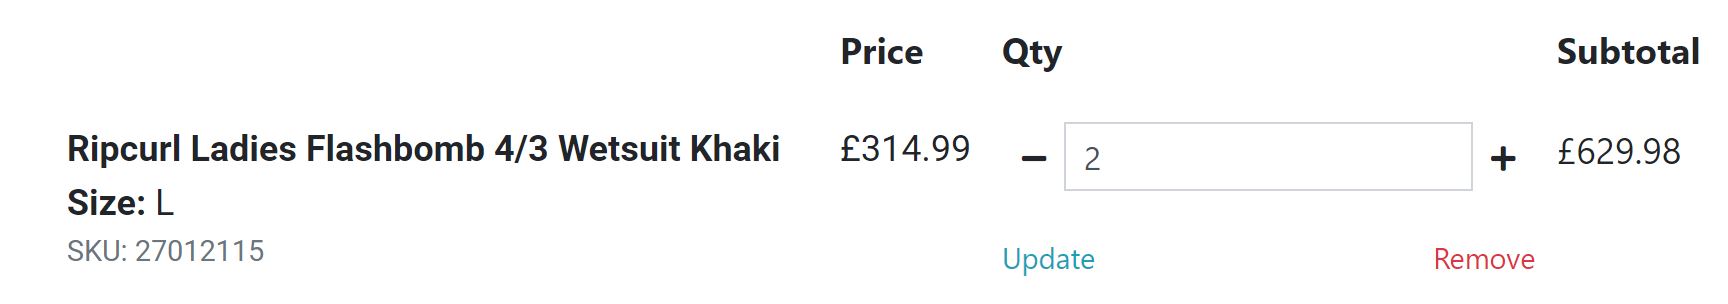 Price Qty Subtotal
Ripcurl Ladies Flashbomb 4/3 Wetsuit Khaki £314.99 − 2 + £629.98
Size: L
SKU: 27012115
Update Remove